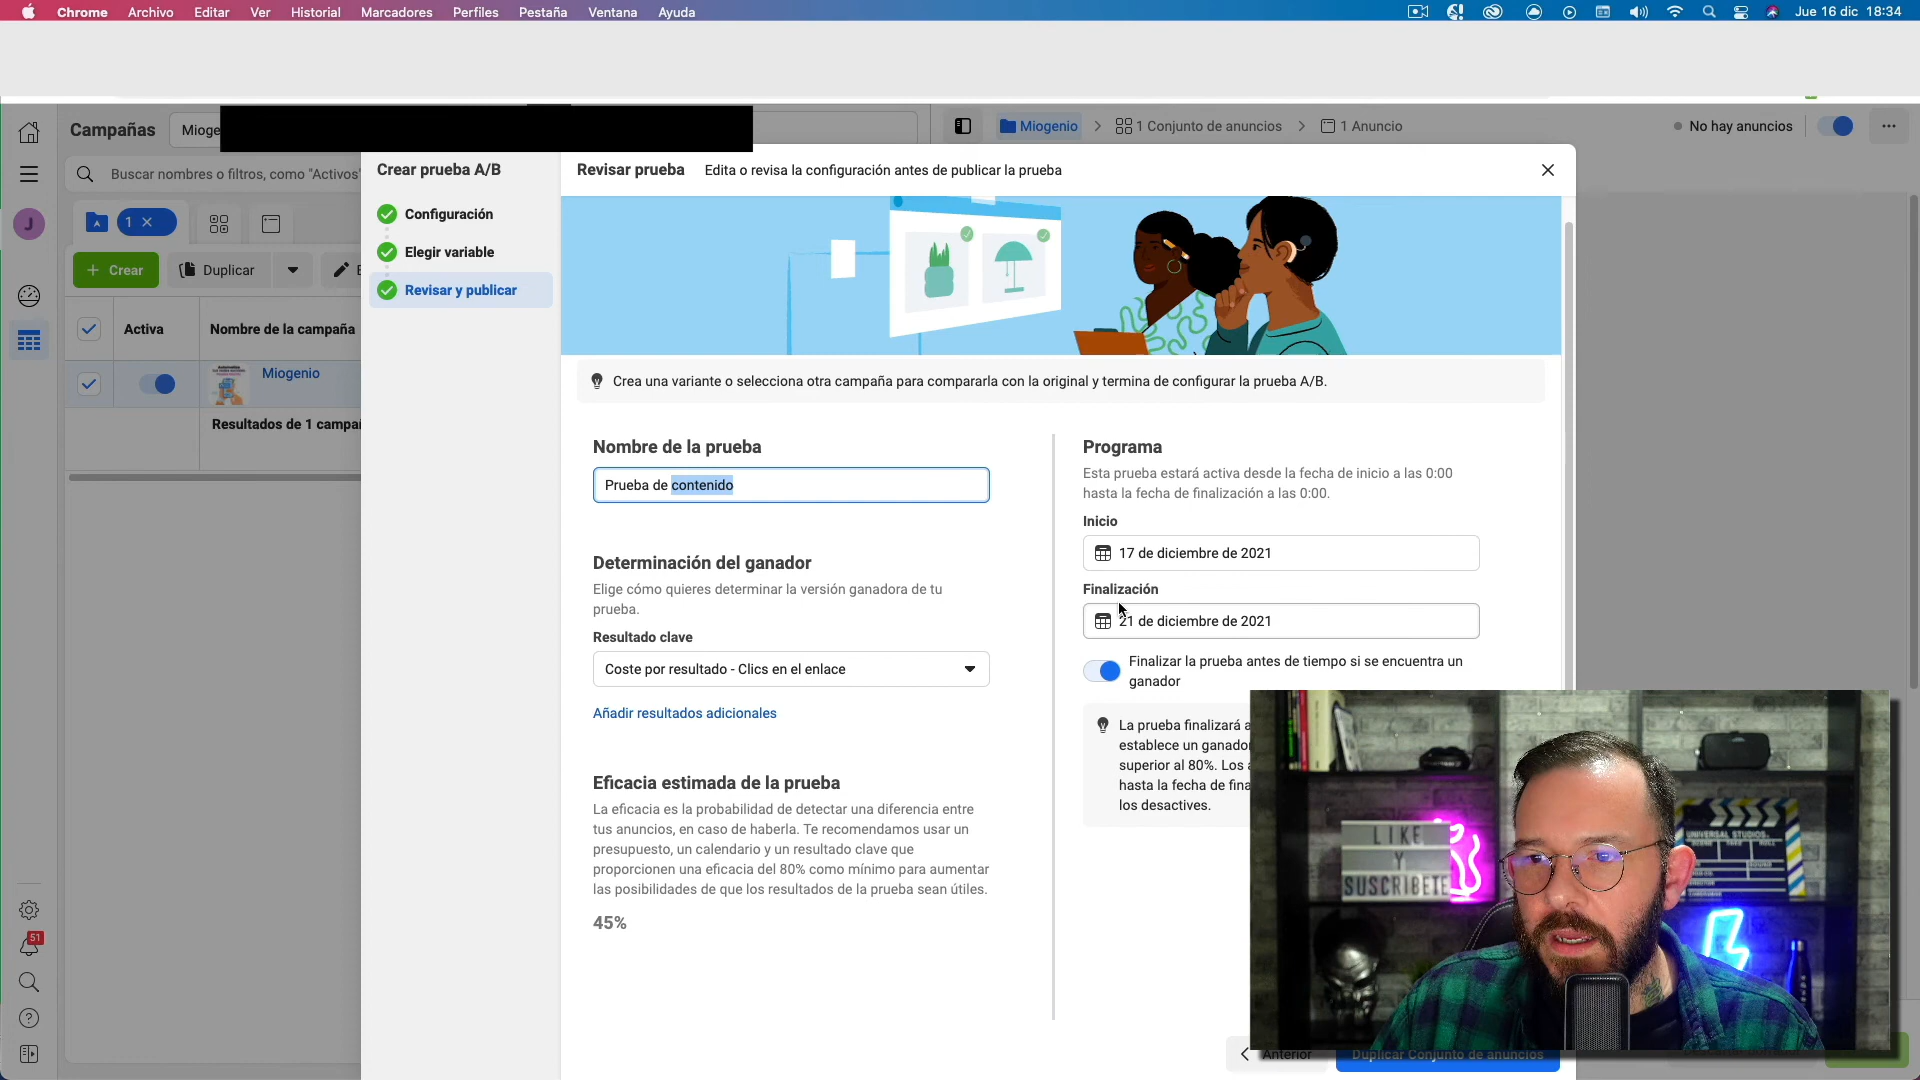 Chrome Archivo Editar Ver Historial Marcadores Perfiles Pestaña Ventana Ayuda
Jue 16 dic 18:34
Campañas
Mioge
Miogenio
1 Conjunto de anuncios
1 Anuncio
No hay anuncios
Buscar nombres o filtros, como "Activos"
J
1
Crear
Duplicar
Activa
Nombre de la campaña
Miogenio
Resultados de 1 campa
51
Crear prueba A/B
Configuración
Elegir variable
Revisar y publicar
Revisar prueba
Edita o revisa la configuración antes de publicar la prueba
Crea una variante o selecciona otra campaña para compararla con la original y termina de configurar la prueba A/B.
Nombre de la prueba
Prueba de contenido
Determinación del ganador
Elige cómo quieres determinar la versión ganadora de tu
prueba.
Resultado clave
Coste por resultado - Clics en el enlace
Añadir resultados adicionales
Eficacia estimada de la prueba
La eficacia es la probabilidad de detectar una diferencia entre
tus anuncios, en caso de haberla. Te recomendamos usar un
presupuesto, un calendario y un resultado clave que
proporcionen una eficacia del 80% como mínimo para aumentar
las posibilidades de que los resultados de la prueba sean útiles.
45%
Programa
Esta prueba estará activa desde la fecha de inicio a las 0:00
hasta la fecha de finalización a las 0:00.
Inicio
17 de diciembre de 2021
Finalización
21 de diciembre de 2021
Finalizar la prueba antes de tiempo si se encuentra un
ganador
La prueba finalizará a
establece un ganador
superior al 80%. Los a
hasta la fecha de fina
los desactives.
Anterior
Duplicar Conjunto de anuncios
LIKE
Y
SUSCRIBETE
UNIVERSAL STUDIOS